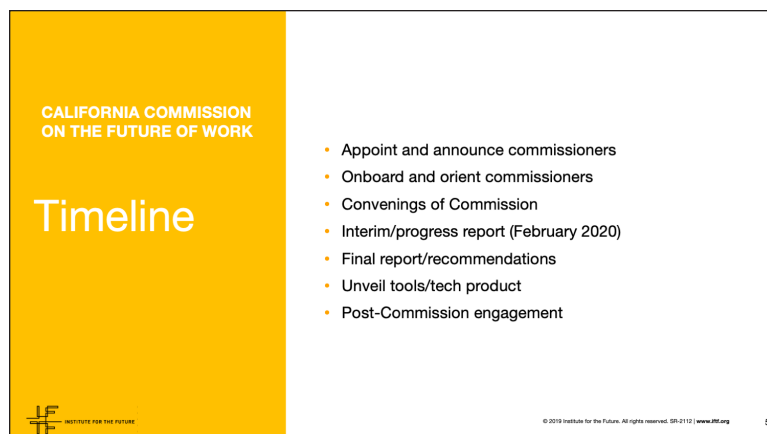 CALIFORNIA COMMISSION
ON THE FUTURE OF WORK
Timeline
• Appoint and announce commissioners
• Onboard and orient commissioners
• Convenings of Commission
• Interim/progress report (February 2020)
• Final report/recommendations
• Unveil tools/tech product
• Post-Commission engagement
INSTITUTE FOR THE FUTURE
© 2019 Institute for the Future. All rights reserved. SR-2112 | www.iftf.org
5